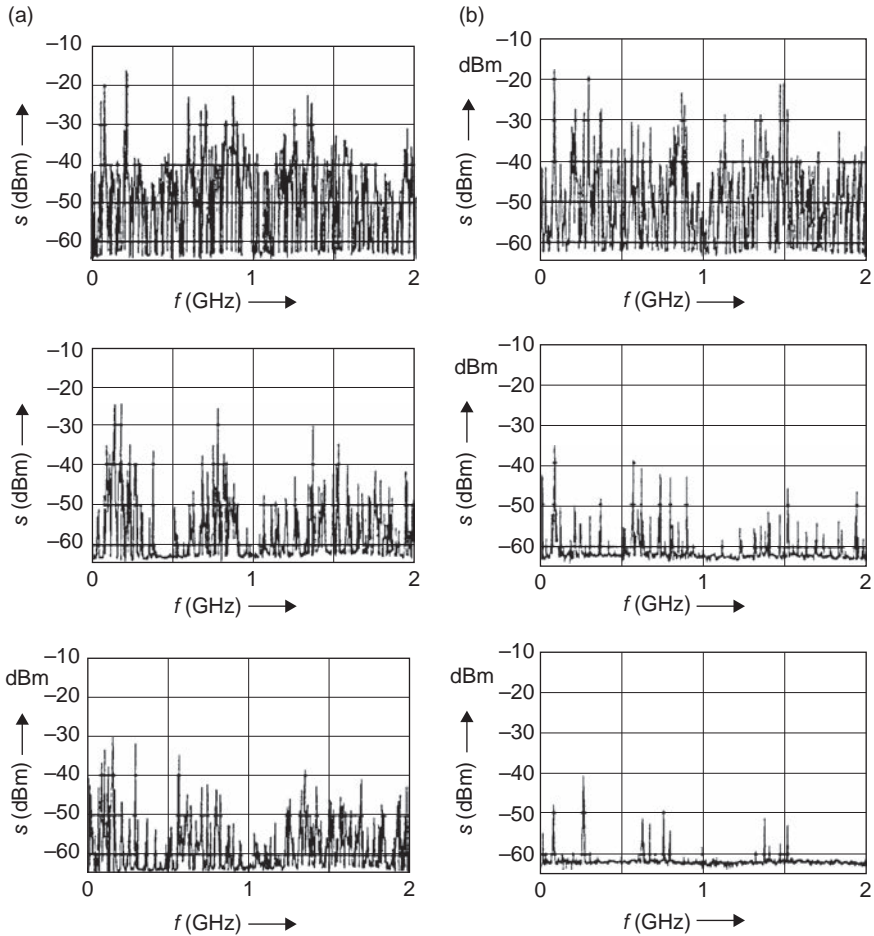 (a)
–10
–20
–30
–40
–50
–60
s (dBm)
0 1 2
f (GHz)
(b)
–10
dBm
–20
–30
–40
–50
–60
s (dBm)
0 1 2
f (GHz)
–10
–20
–30
–40
–50
–60
s (dBm)
0 1 2
f (GHz)
–10
dBm
–20
–30
–40
–50
–60
s (dBm)
0 1 2
f (GHz)
–10
dBm
–20
–30
–40
–50
–60
s (dBm)
0 1 2
f (GHz)
–10
dBm
–20
–30
–40
–50
–60
s (dBm)
0 1 2
f (GHz)